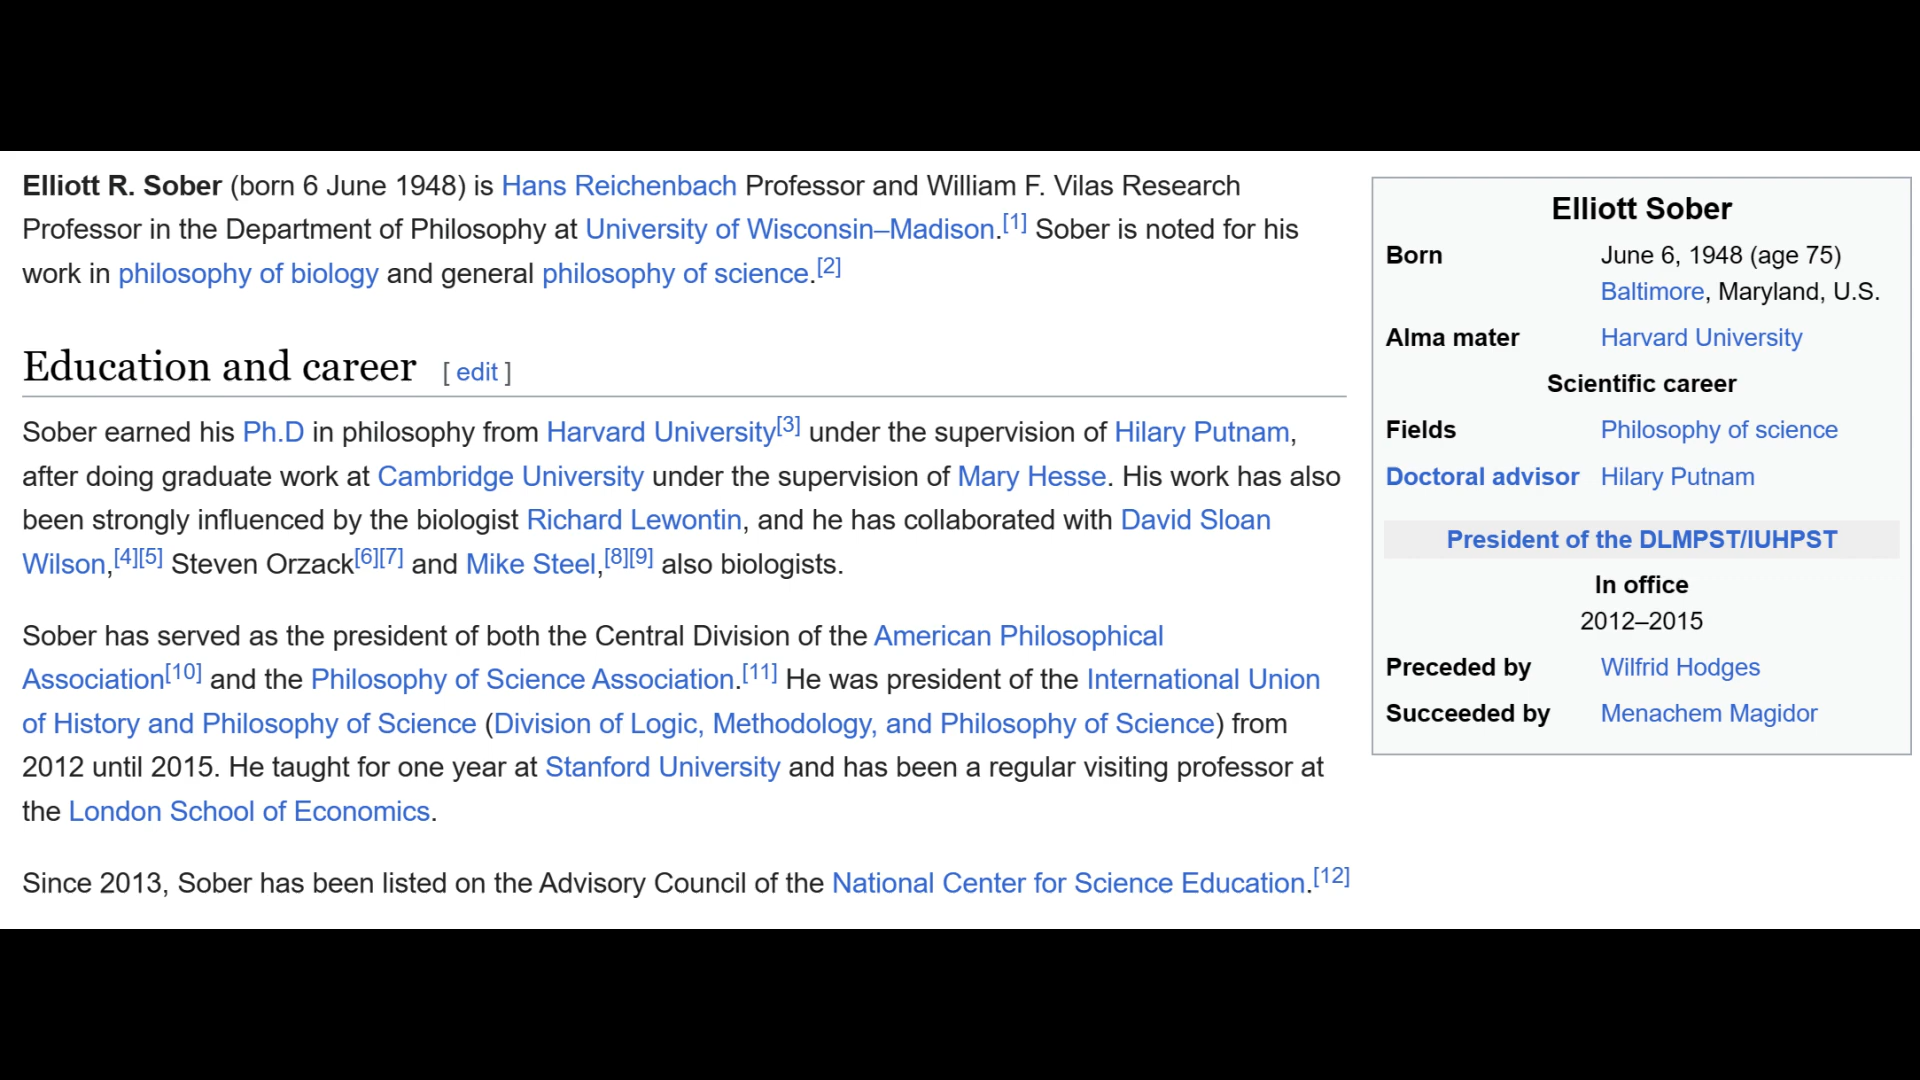 Elliott R. Sober (born 6 June 1948) is Hans Reichenbach Professor and William F. Vilas Research
Professor in the Department of Philosophy at University of Wisconsin–Madison.[1] Sober is noted for his
work in philosophy of biology and general philosophy of science.[2]
Education and career [ edit ]
Sober earned his Ph.D in philosophy from Harvard University[3] under the supervision of Hilary Putnam,
after doing graduate work at Cambridge University under the supervision of Mary Hesse. His work has also
been strongly influenced by the biologist Richard Lewontin, and he has collaborated with David Sloan
Wilson,[4][5] Steven Orzack[6][7] and Mike Steel,[8][9] also biologists.
Sober has served as the president of both the Central Division of the American Philosophical
Association[10] and the Philosophy of Science Association.[11] He was president of the International Union
of History and Philosophy of Science (Division of Logic, Methodology, and Philosophy of Science) from
2012 until 2015. He taught for one year at Stanford University and has been a regular visiting professor at
the London School of Economics.
Since 2013, Sober has been listed on the Advisory Council of the National Center for Science Education.[12]
Elliott Sober
Born June 6, 1948 (age 75)
Baltimore, Maryland, U.S.
Alma mater Harvard University
Scientific career
Fields Philosophy of science
Doctoral advisor Hilary Putnam
President of the DLMPST/IUHPST
In office
2012–2015
Preceded by Wilfrid Hodges
Succeeded by Menachem Magidor